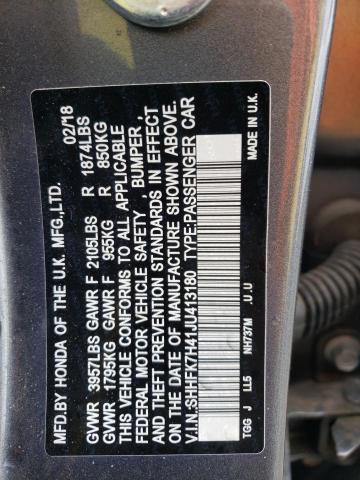 MFD.BY HONDA OF THE U.K. MFG.,LTD. 02/18
GVWR 3957LBS GAWR F 2105LBS R 1874LBS
GVWR 1795KG GAWR F 955KG R 850KG
THIS VEHICLE CONFORMS TO ALL APPLICABLE
FEDERAL MOTOR VEHICLE SAFETY , BUMPER ,
AND THEFT PREVENTION STANDARDS IN EFFECT
ON THE DATE OF MANUFACTURE SHOWN ABOVE.
V.I.N.:SHHFK7H41JU413180 TYPE:PASSENGER CAR
TGG J LL5 NH737M .U.U MADE IN U.K.